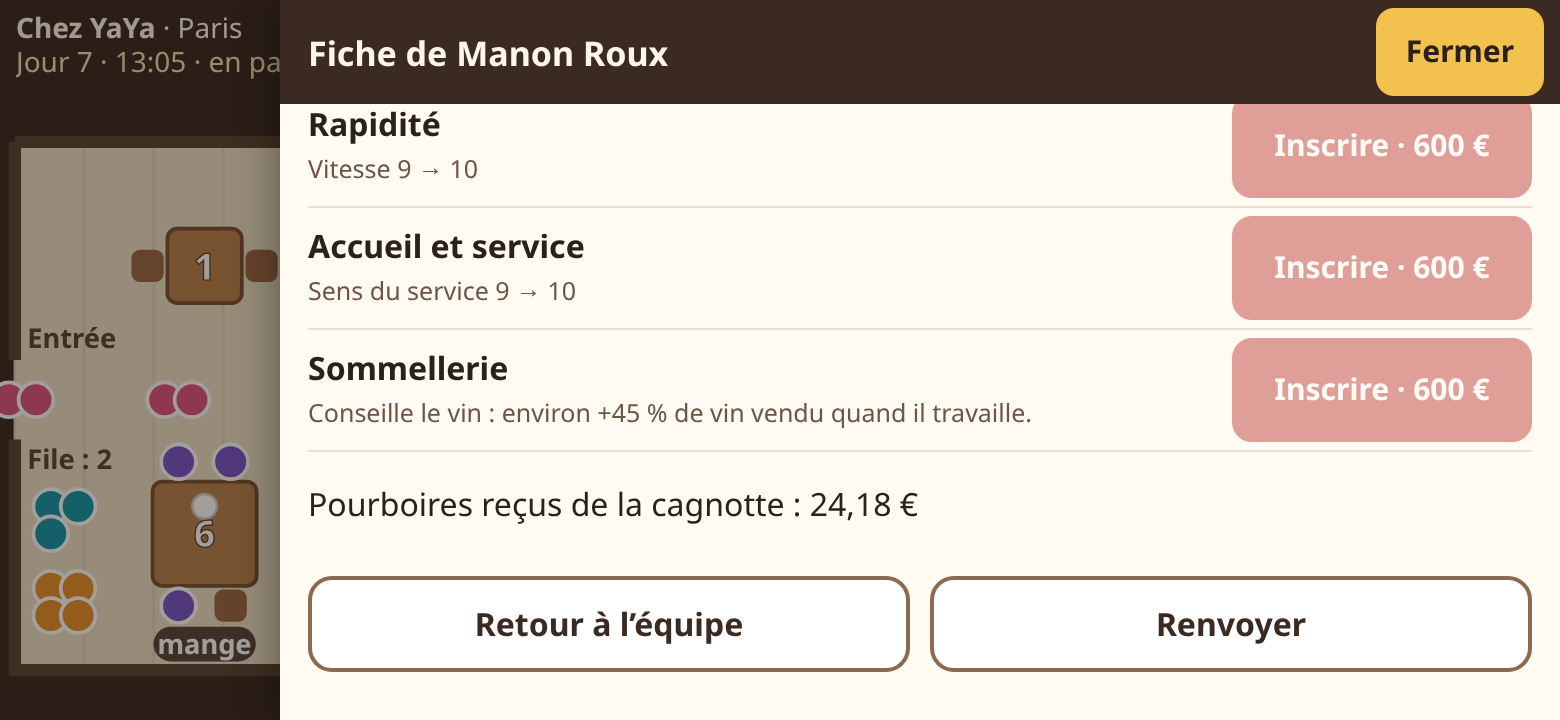 Chez YaYa · Paris
Jour 7 · 13:05 · en pa
Fiche de Manon Roux
Fermer
Rapidité
Vitesse 9 → 10
Inscrire · 600 €
Accueil et service
Sens du service 9 → 10
Inscrire · 600 €
Sommellerie
Conseille le vin : environ +45 % de vin vendu quand il travaille.
Inscrire · 600 €
Pourboires reçus de la cagnotte : 24,18 €
Retour à l’équipe
Renvoyer
1
Entrée
File : 2
6
mange